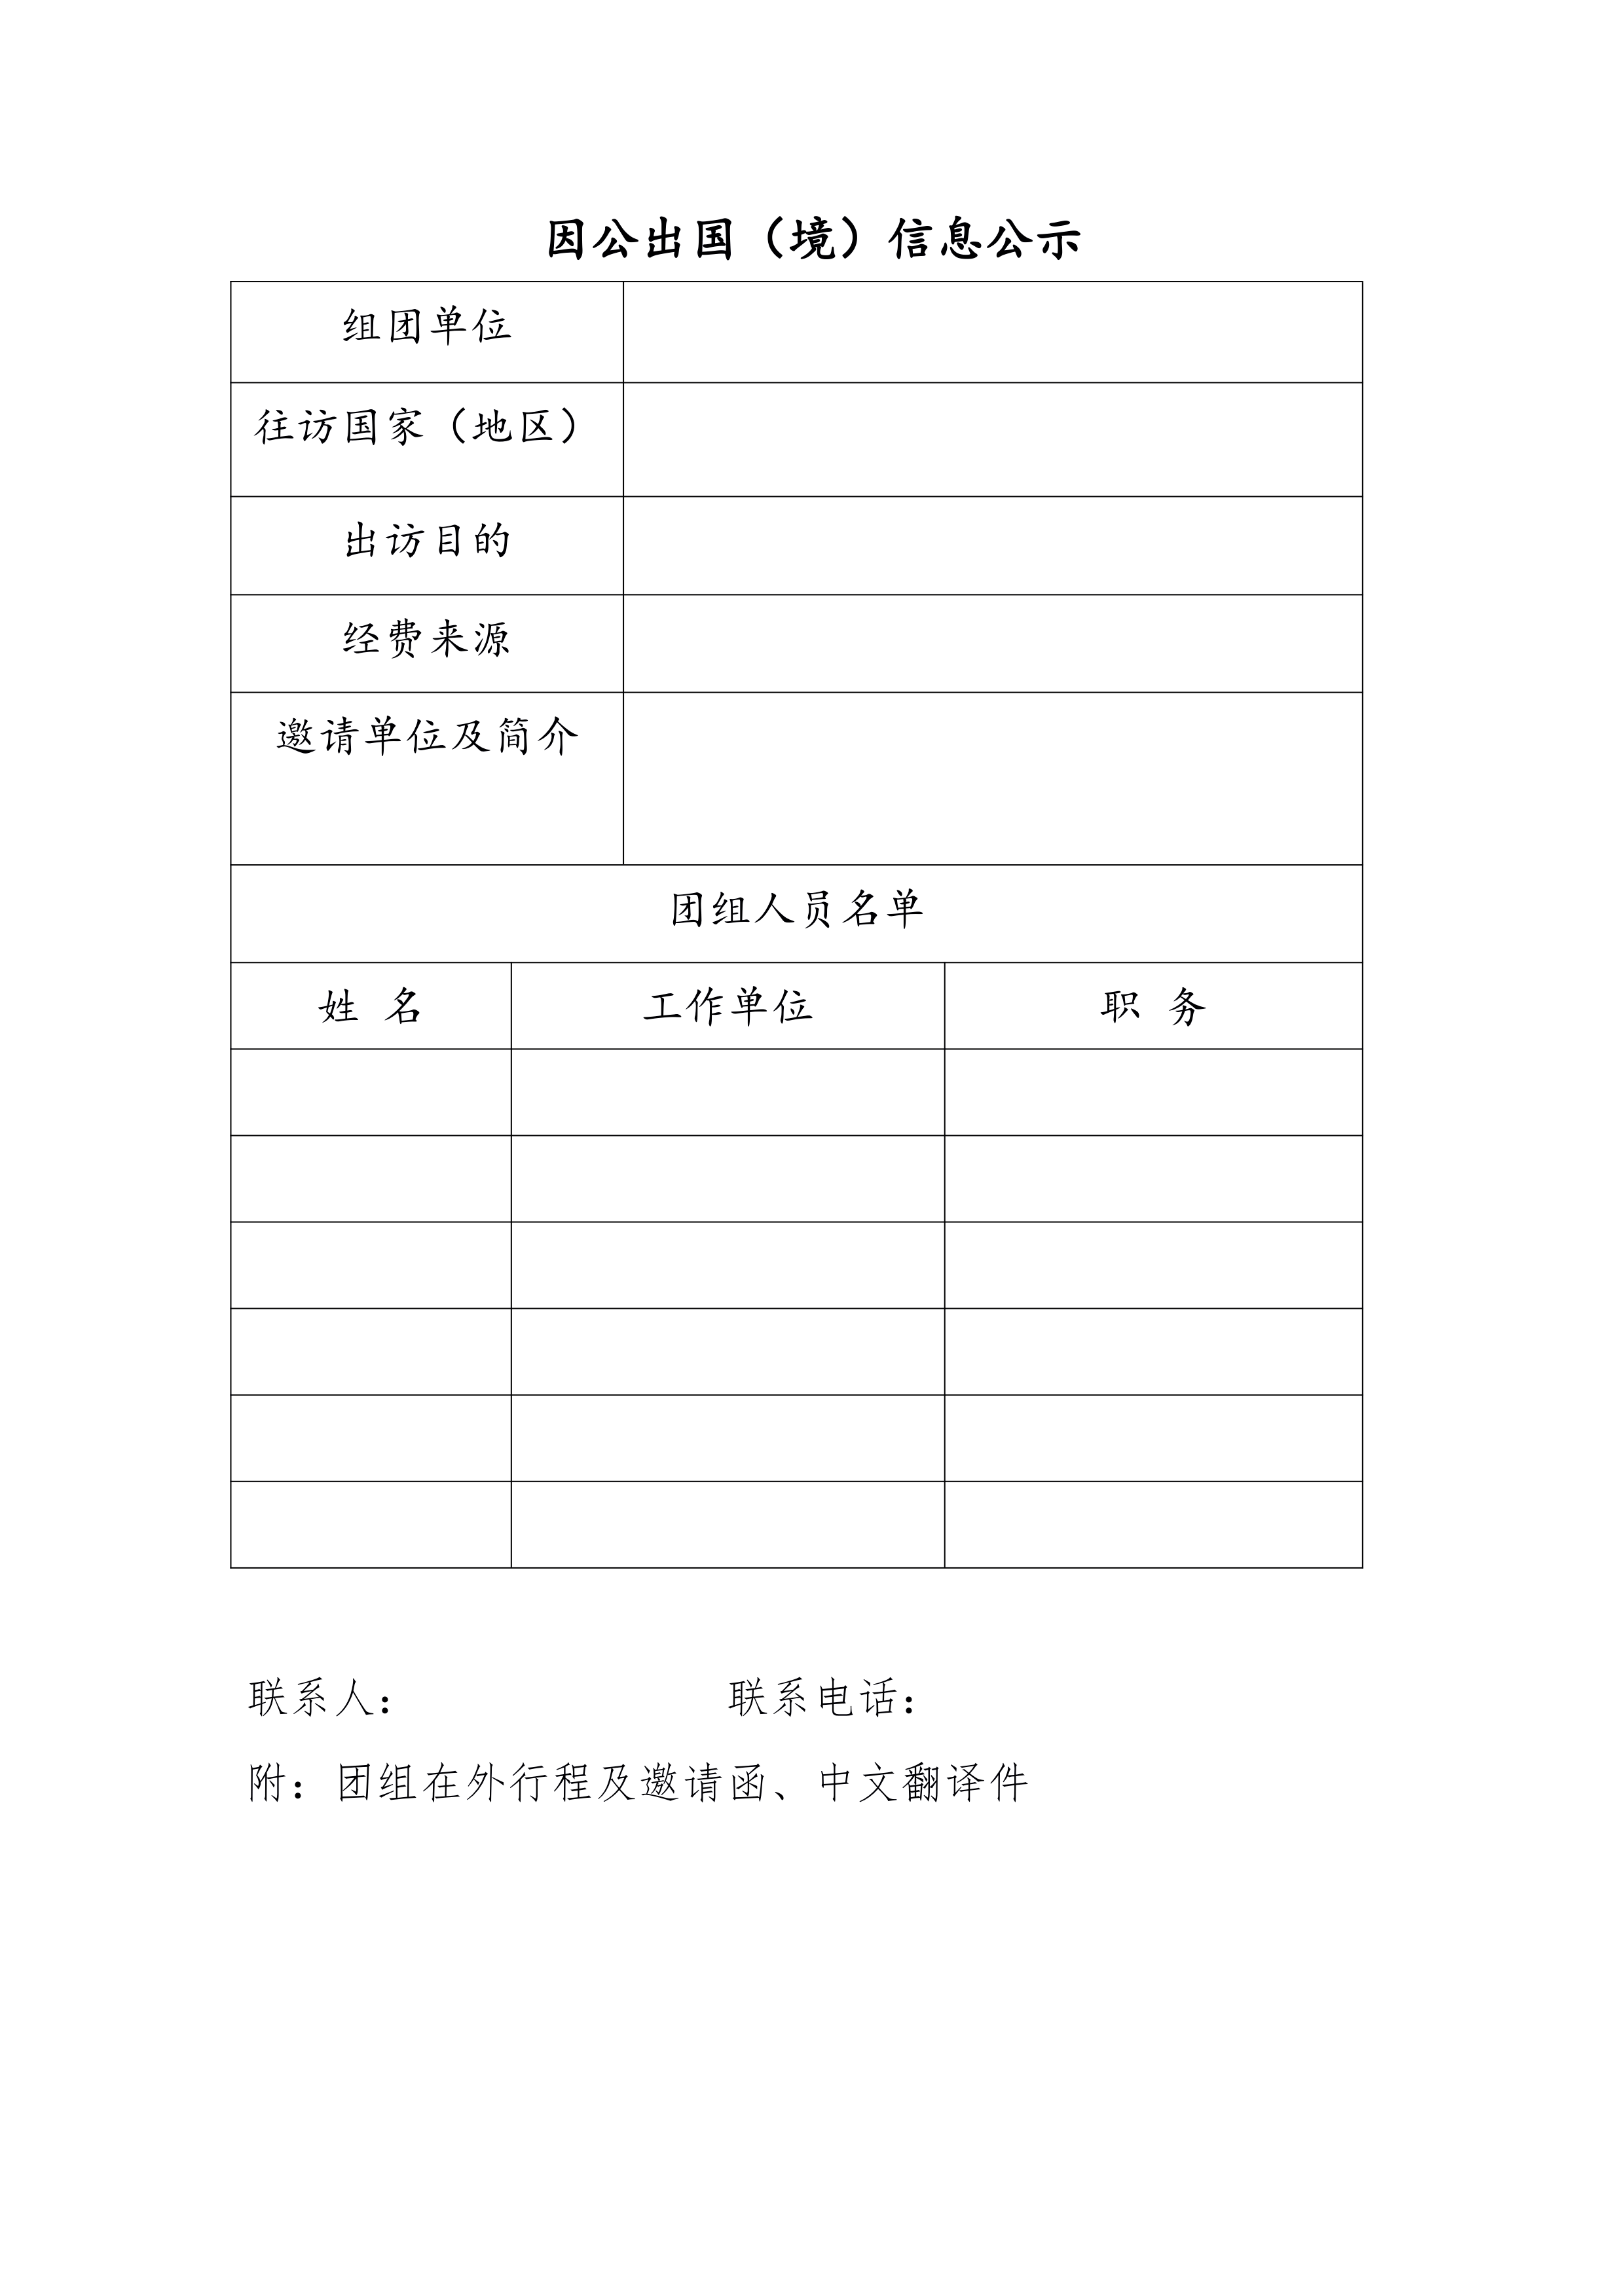 因公出国（境）信息公示
组团单位
往访国家（地区）
出访目的
经费来源
邀请单位及简介
团组人员名单
姓 名 工作单位 职 务
联系人： 联系电话：
附：团组在外行程及邀请函、中文翻译件